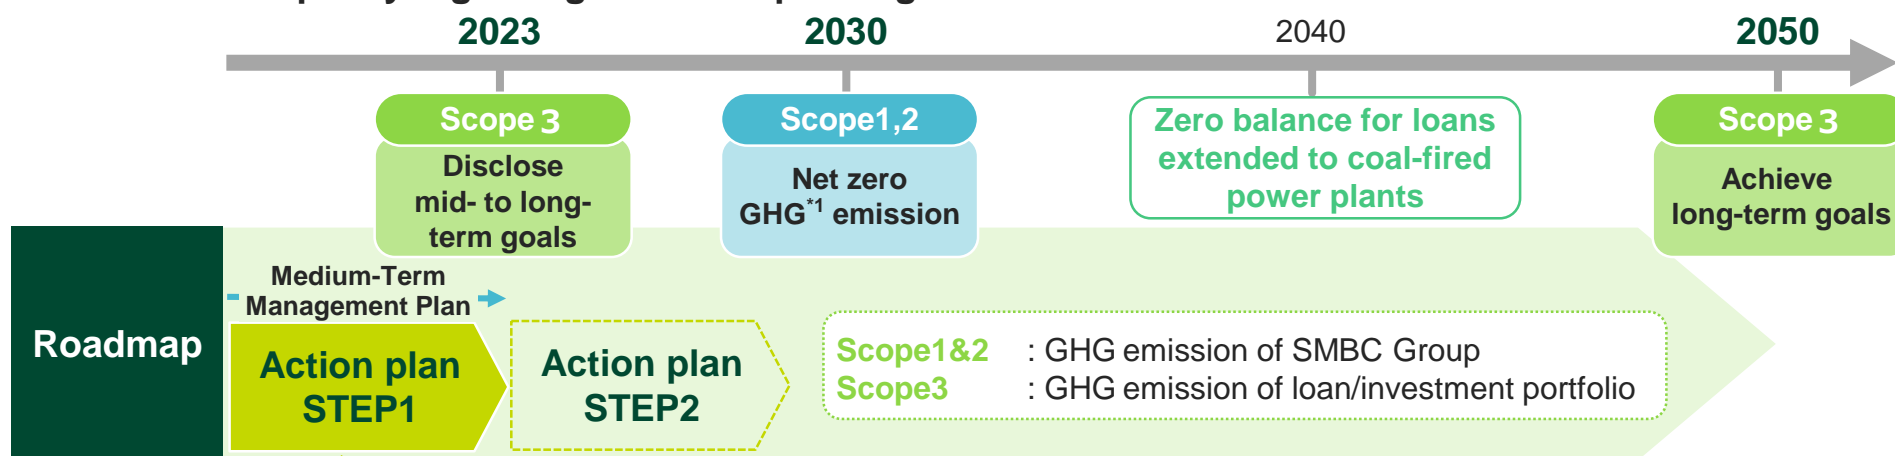 2023
2030
2040
2050
Scope 3
Disclose
mid- to long-
term goals
Scope1,2
Net zero
GHG*1 emission
Zero balance for loans
extended to coal-fired
power plants
Scope 3
Achieve
long-term goals
Roadmap
Medium-Term
Management Plan
Action plan
STEP1
Action plan
STEP2
Scope1&2 : GHG emission of SMBC Group
Scope3 : GHG emission of loan/investment portfolio